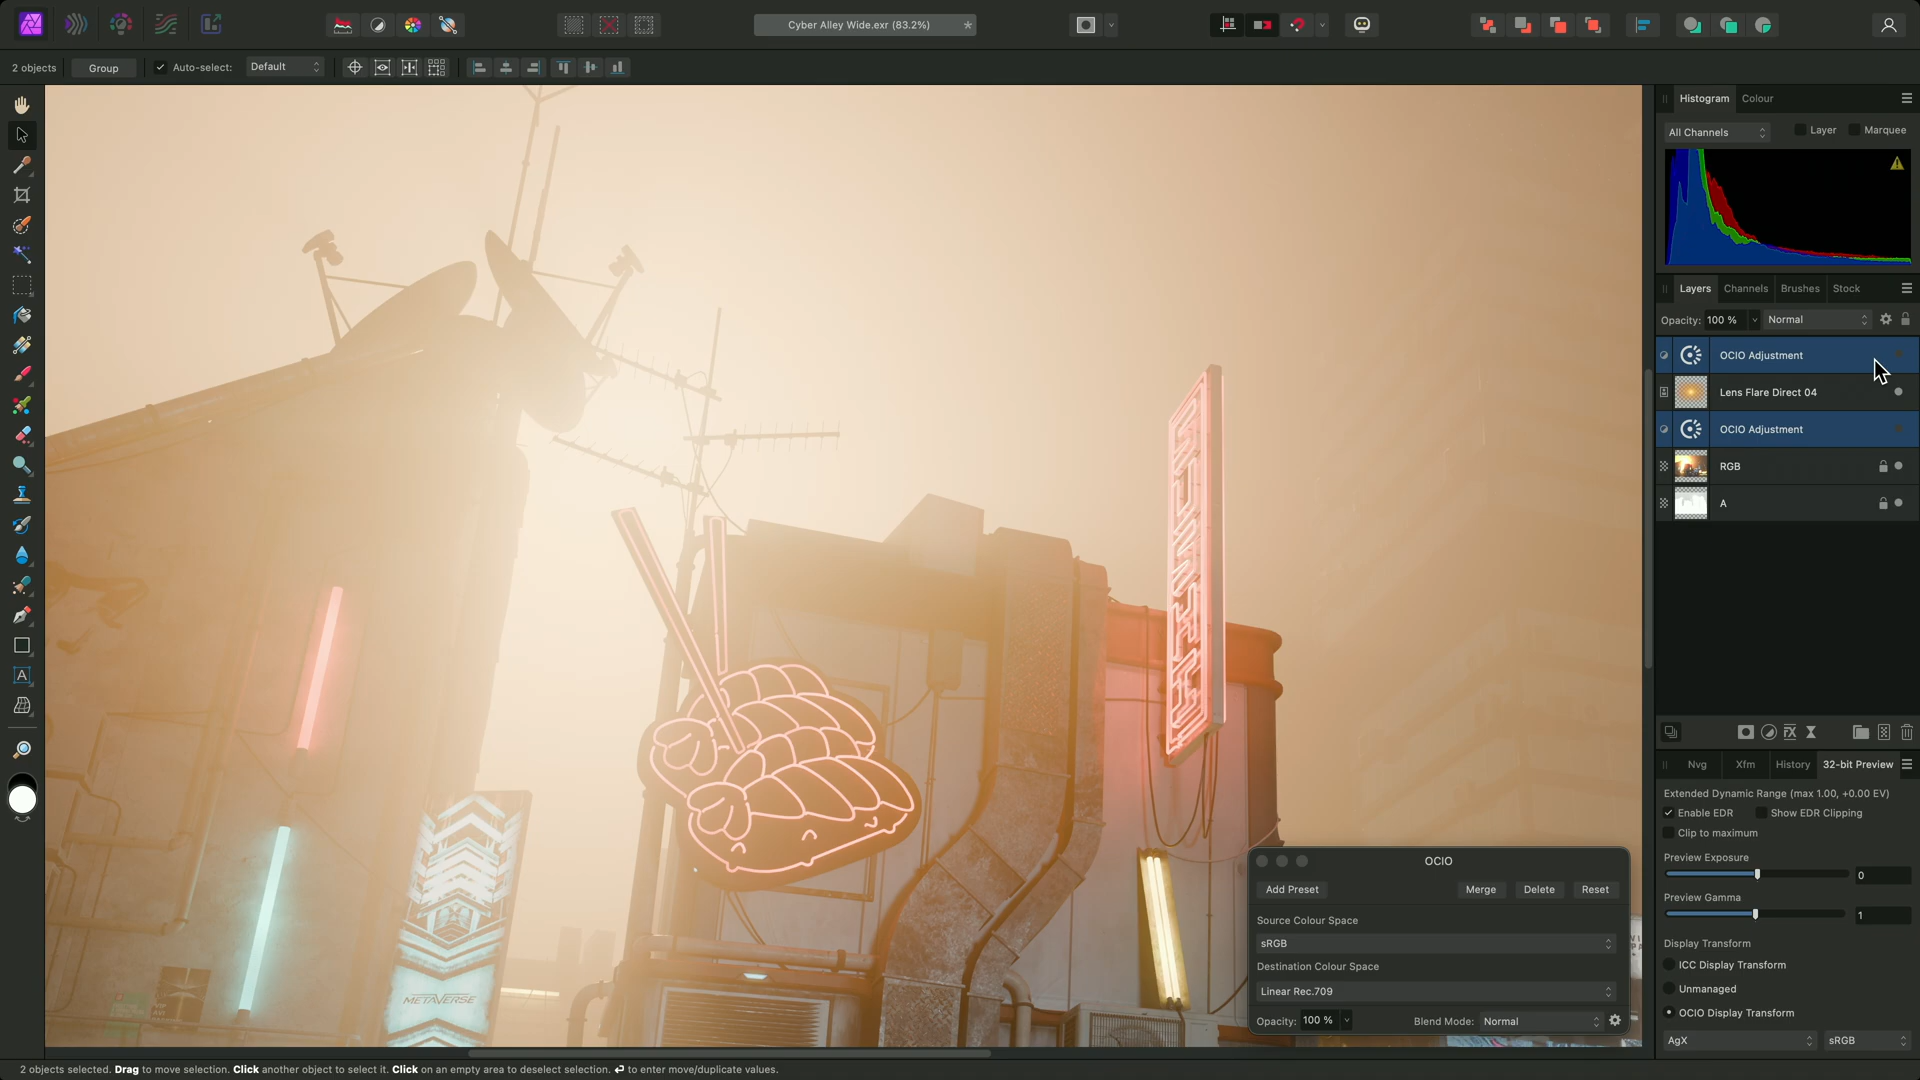 Cyber Alley Wide.exr (83.2%)
*
2 objects
Group
Auto-select:
Default
Histogram
Colour
All Channels
Layer
Marquee
Layers
Channels
Brushes
Stock
Opacity:
100 %
Normal
OCIO Adjustment
Lens Flare Direct 04
OCIO Adjustment
RGB
A
Nvg
Xfm
History
32-bit Preview
Extended Dynamic Range (max 1.00, +0.00 EV)
Enable EDR
Show EDR Clipping
Clip to maximum
Preview Exposure
0
Preview Gamma
1
Display Transform
ICC Display Transform
Unmanaged
OCIO Display Transform
AgX
sRGB
OCIO
Add Preset
Merge
Delete
Reset
Source Colour Space
sRGB
Destination Colour Space
Linear Rec.709
Opacity:
100 %
Blend Mode:
Normal
METAVERSE
2 objects selected. Drag to move selection. Click another object to select it. Click on an empty area to deselect selection. ⏎ to enter move/duplicate values.